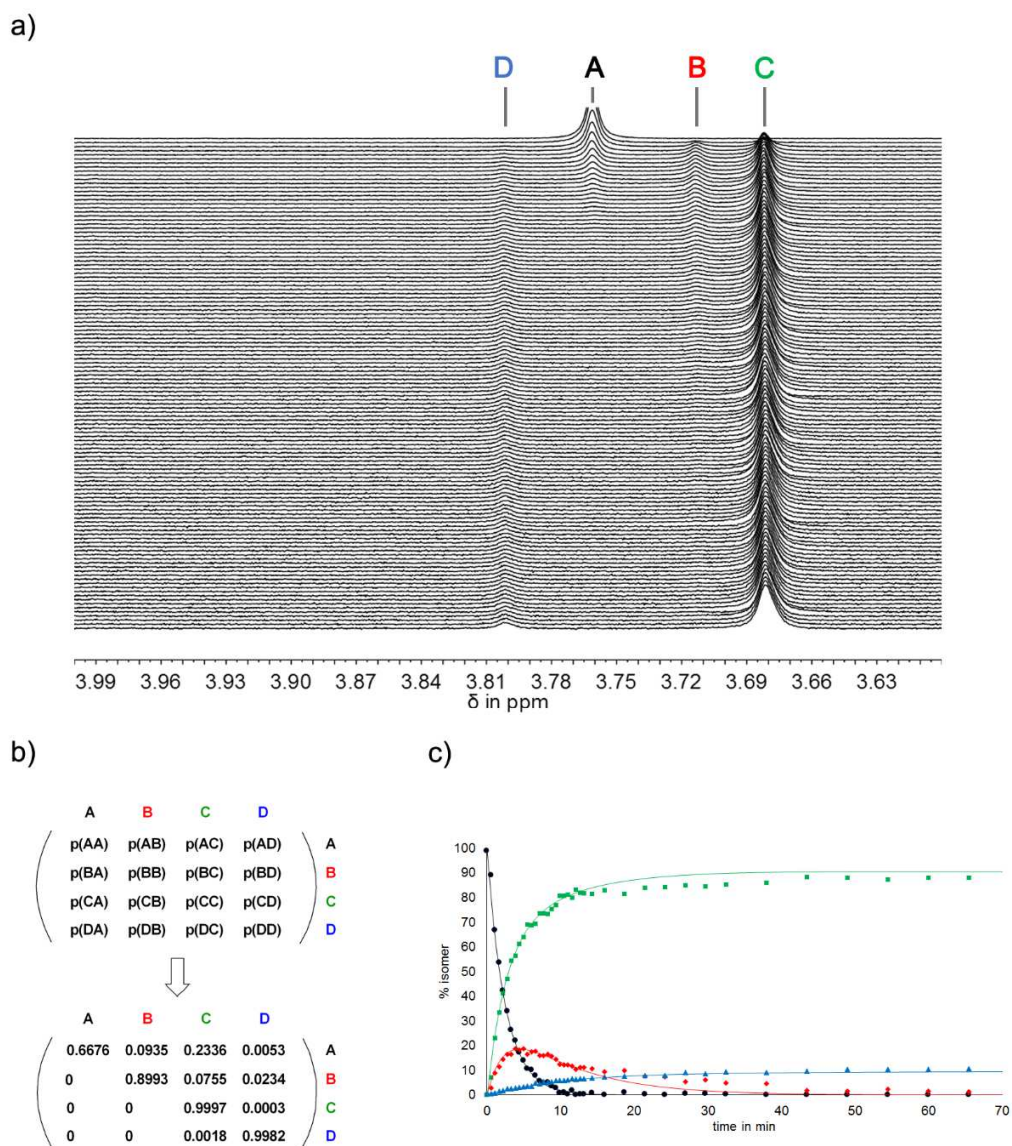 a)
D A B C
3.99 3.96 3.93 3.90 3.87 3.84 3.81 3.78 3.75 3.72 3.69 3.66 3.63
δ in ppm
b)
A B C D
p(AA) p(AB) p(AC) p(AD) A
p(BA) p(BB) p(BC) p(BD) B
p(CA) p(CB) p(CC) p(CD) C
p(DA) p(DB) p(DC) p(DD) D
A B C D
0.6676 0.0935 0.2336 0.0053 A
0 0.8993 0.0755 0.0234 B
0 0 0.9997 0.0003 C
0 0 0.0018 0.9982 D
c)
100
90
80
70
60
50
40
30
20
10
0
% isomer
0 10 20 30 40 50 60 70
time in min